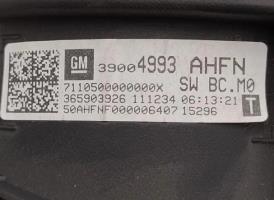 GM 39004993 AHFN
7110500000000X SW BC.M0
365903926 111234 06:13:21
50AHFNF000006407 15296 T